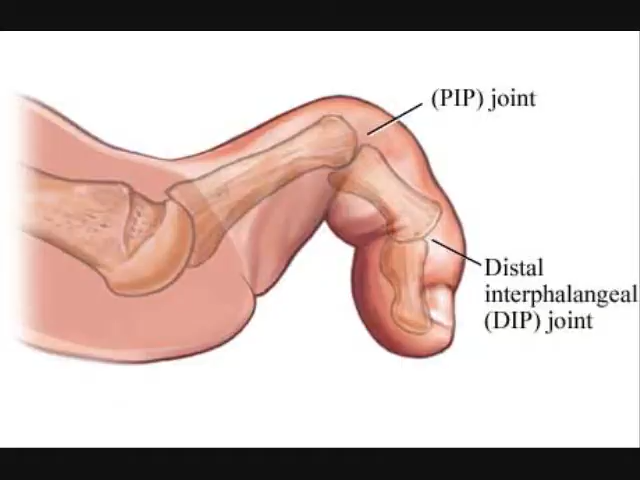 (PIP) joint
Distal
interphalangeal
(DIP) joint